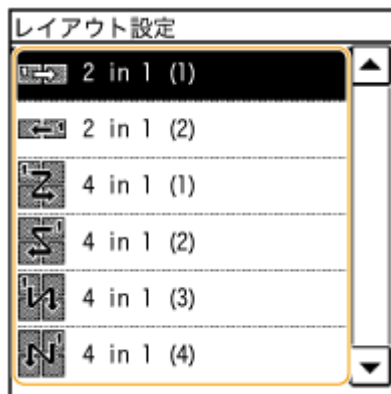 レイアウト設定
2 in 1 (1)
2 in 1 (2)
4 in 1 (1)
4 in 1 (2)
4 in 1 (3)
4 in 1 (4)